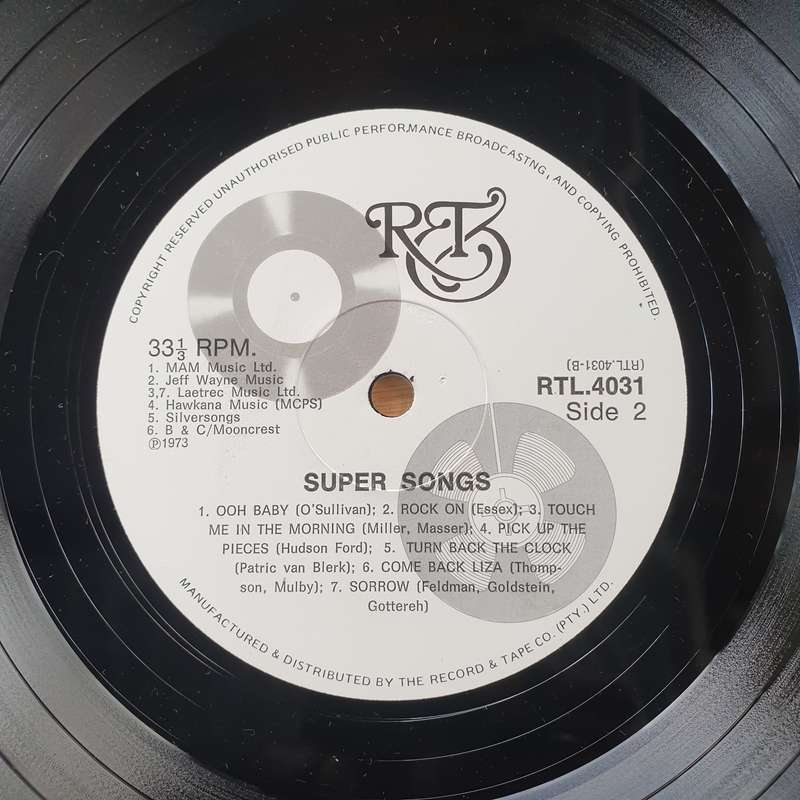 COPYRIGHT RESERVED UNAUTHORISED PUBLIC PERFORMANCE BROADCASTNG, AND COPYING PROHIBITED.
R&T
33⅓ RPM.
1. MAM Music Ltd.
2. Jeff Wayne Music
3,7. Laetrec Music Ltd.
4. Hawkana Music (MCPS)
5. Silversongs
6. B & C/Mooncrest
℗1973
(RTL.4031-B)
RTL.4031
Side 2
SUPER SONGS
1. OOH BABY (O'Sullivan); 2. ROCK ON (Essex); 3. TOUCH
ME IN THE MORNING (Miller, Masser); 4. PICK UP THE
PIECES (Hudson Ford); 5. TURN BACK THE CLOCK
(Patric van Blerk); 6. COME BACK LIZA (Thomp-
son, Mulby); 7. SORROW (Feldman, Goldstein,
Gottereh)
MANUFACTURED & DISTRIBUTED BY THE RECORD & TAPE CO. (PTY.) LTD.